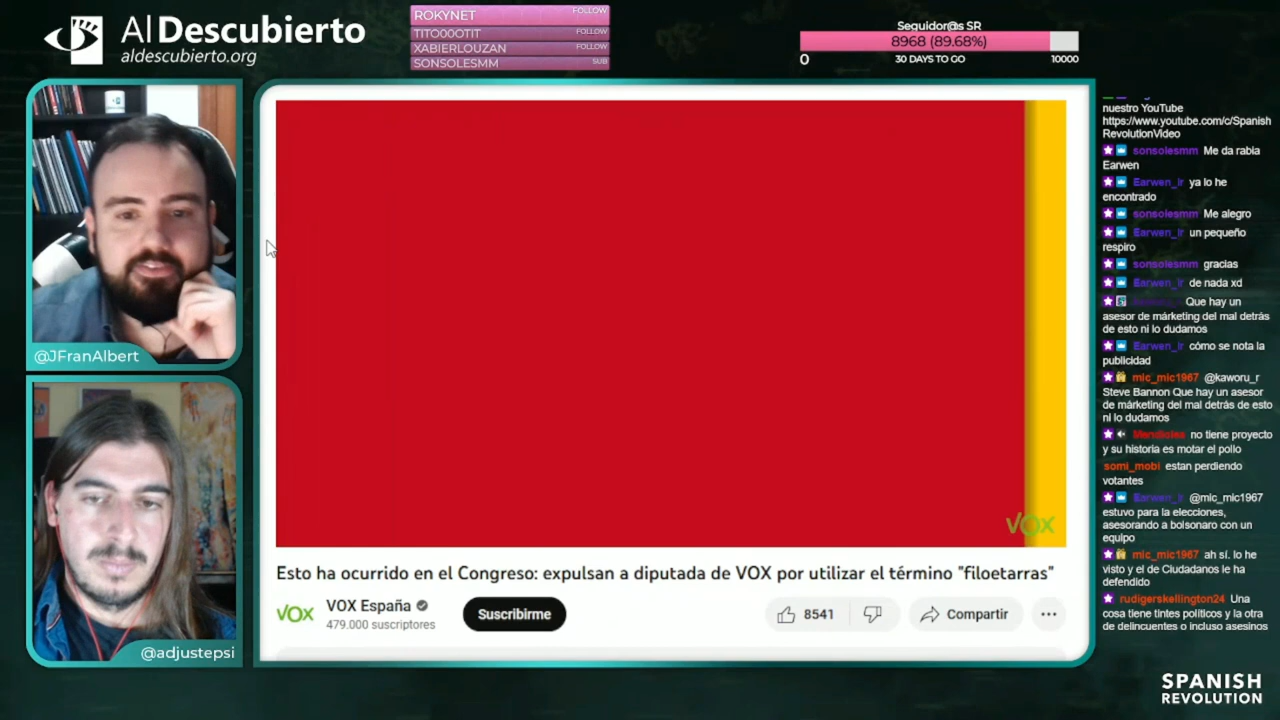 Al Descubierto
aldescubierto.org
ROKYNET FOLLOW
TITO00OTIT FOLLOW
XABIERLOUZAN FOLLOW
SONSOLESMM SUB
Seguidor@s SR
8968 (89.68%)
0 30 DAYS TO GO 10000
@JFranAlbert
@adjustepsi
VOX
Esto ha ocurrido en el Congreso: expulsan a diputada de VOX por utilizar el término "filoetarras"
VOX VOX España
479.000 suscriptores
Suscribirme
8541
Compartir
nuestro YouTube
https://www.youtube.com/c/Spanish
RevolutionVideo
sonsolesmm Me da rabia
Earwen
Earwen_ir ya lo he
encontrado
sonsolesmm Me alegro
Earwen_ir un pequeño
respiro
sonsolesmm gracias
Earwen_ir de nada xd
Que hay un
asesor de márketing del mal detrás
de esto ni lo dudamos
Earwen_ir cómo se nota la
publicidad
mic_mic1967 @kaworu_r
Steve Bannon Que hay un asesor
de márketing del mal detrás de esto
ni lo dudamos
no tiene proyecto
y su historia es motar el pollo
somi_mobi estan perdiendo
votantes
Earwen_ir @mic_mic1967
estuvo para la elecciones,
asesorando a bolsonaro con un
equipo
mic_mic1967 ah sí. lo he
visto y el de Ciudadanos le ha
defendido
rudigerskellington24 Una
cosa tiene tintes políticos y la otra
de delincuentes o incluso asesinos
SPANISH
REVOLUTION